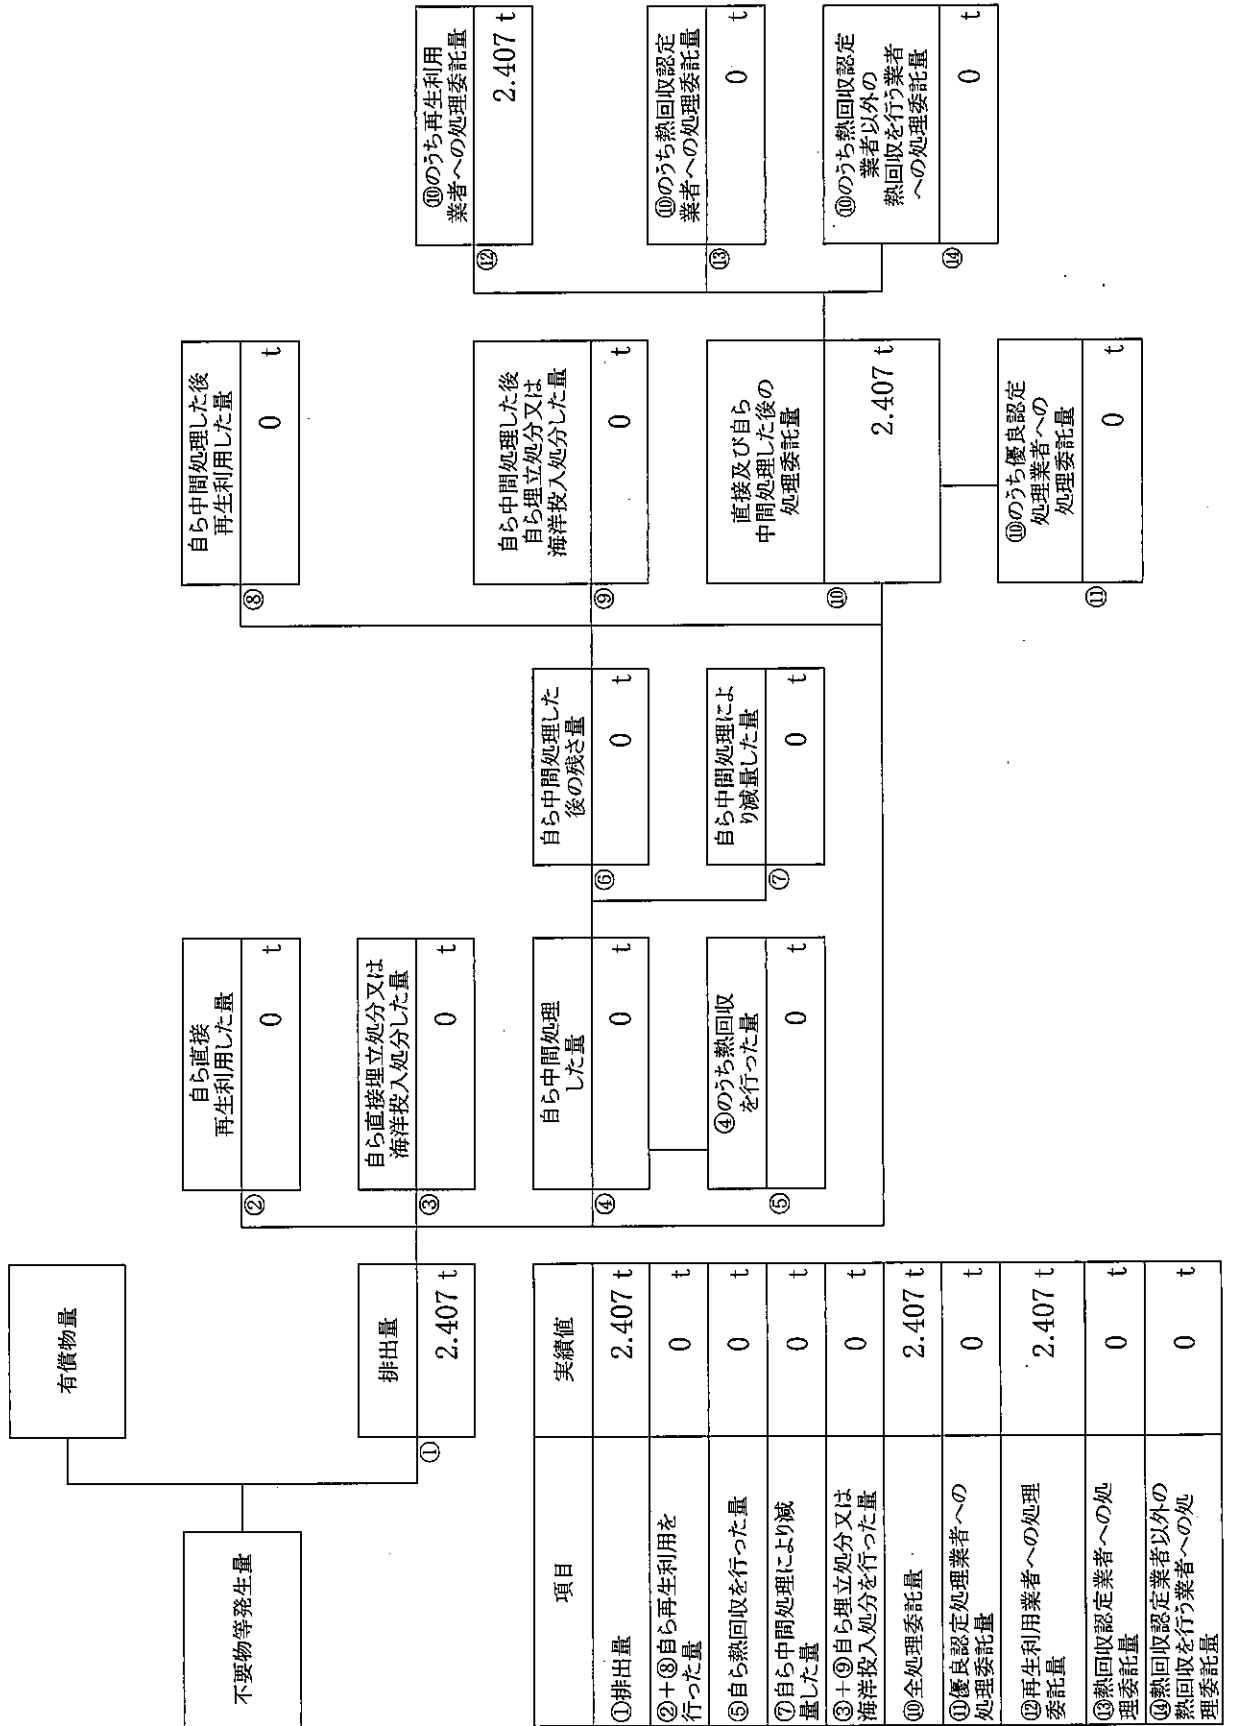 不要物等発生量
有償物量
①
排出量
2.407 t
②
自ら直接
再生利用した量
0 t
③
自ら直接埋立処分又は
海洋投入処分した量
0 t
④
自ら中間処理
した量
0 t
⑤
④のうち熱回収
を行った量
0 t
⑥
自ら中間処理した
後の残さ量
0 t
⑦
自ら中間処理によ
り減量した量
0 t
⑧
自ら中間処理した後
再生利用した量
0 t
⑨
自ら中間処理した後
自ら埋立処分又は
海洋投入処分した量
0 t
⑩
直接及び自ら
中間処理した後の
処理委託量
2.407 t
⑪
⑩のうち優良認定
処理業者への
処理委託量
0 t
⑫
⑩のうち再生利用
業者への処理委託量
2.407 t
⑬
⑩のうち熱回収認定
業者への処理委託量
0 t
⑭
⑩のうち熱回収認定
業者以外の
熱回収を行う業者
への処理委託量
0 t
項目 実績値
①排出量 2.407 t
②+⑧自ら再生利用を
行った量 0 t
⑤自ら熱回収を行った量 0 t
⑦自ら中間処理により減
量した量 0 t
③+⑨自ら埋立処分又は
海洋投入処分を行った量 0 t
⑩全処理委託量 2.407 t
⑪優良認定処理業者への
処理委託量 0 t
⑫再生利用業者への処理
委託量 2.407 t
⑬熱回収認定業者への処
理委託量 0 t
⑭熱回収認定業者以外の
熱回収を行う業者への処
理委託量 0 t